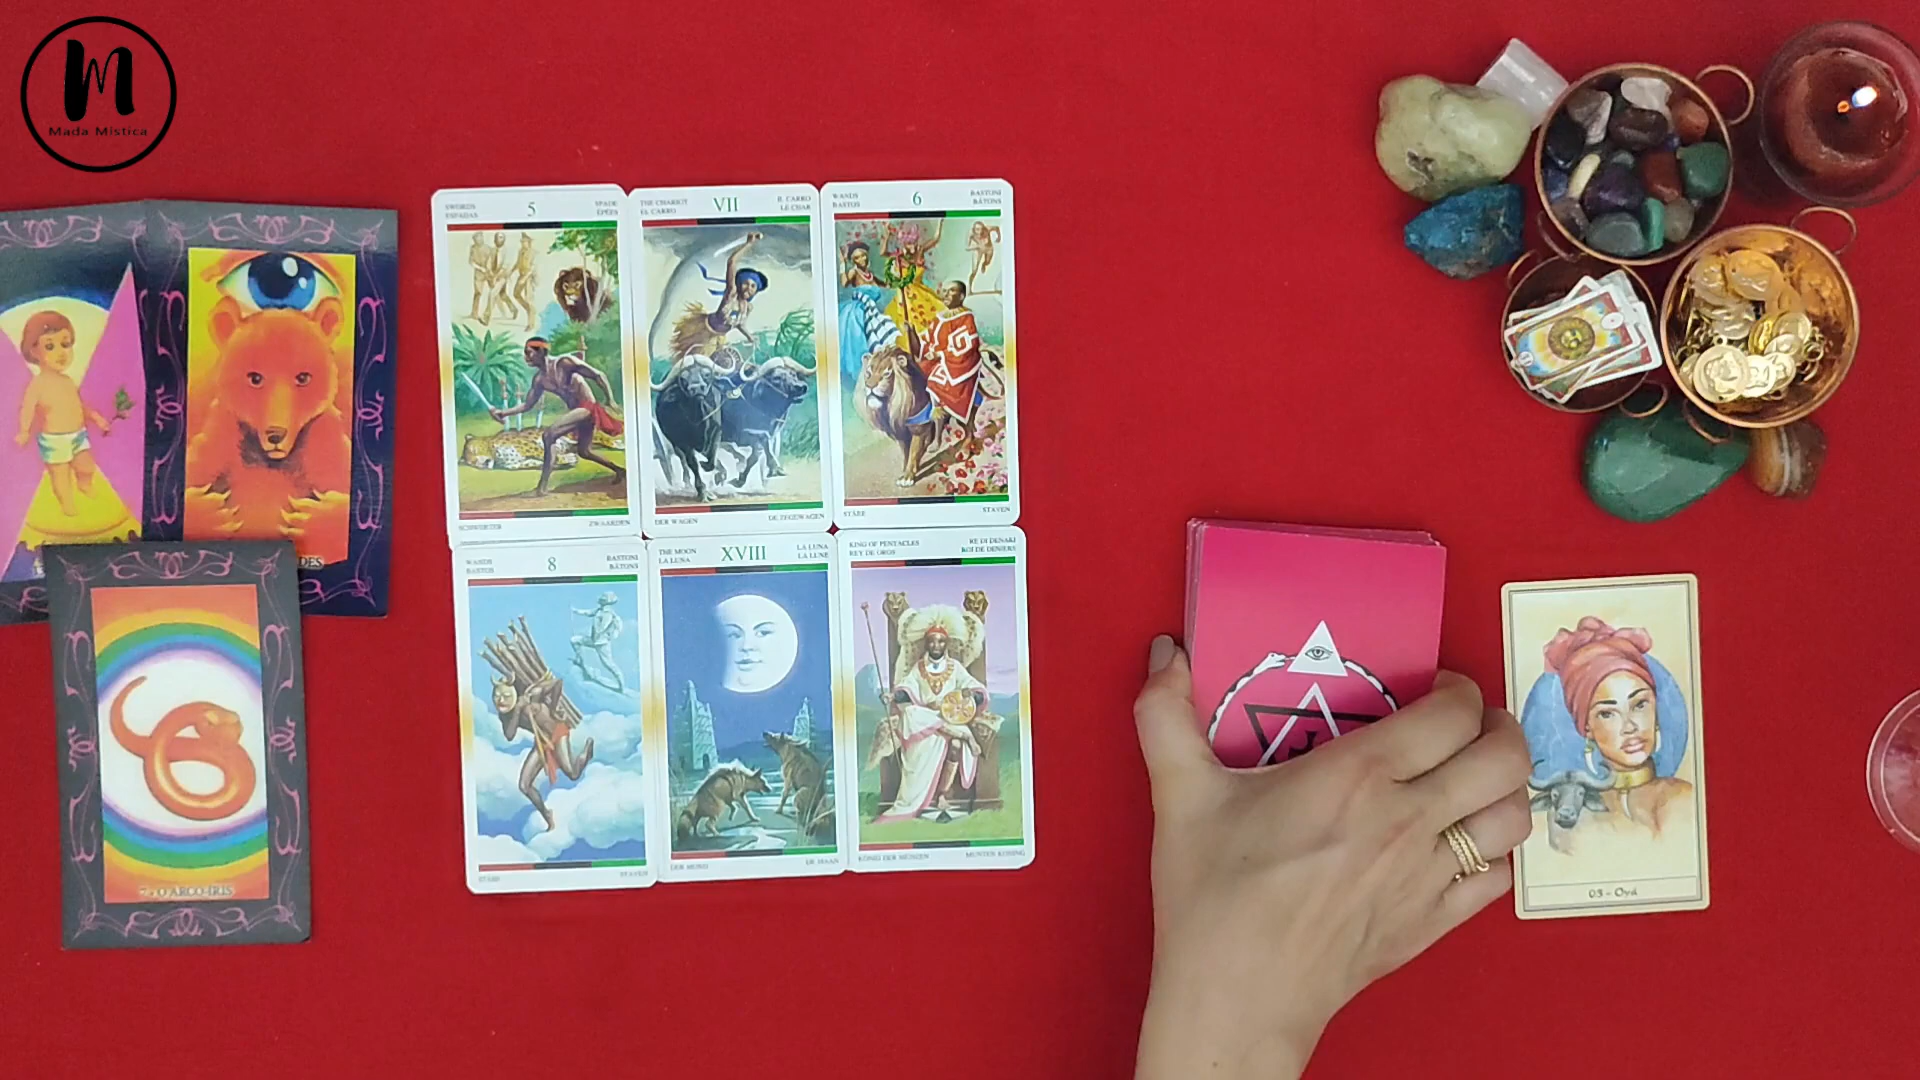 M
Mada Mística
SWORDS
ESPADAS
5
SPADE
ÉPÉES
SCHWERTER
ZWAARDEN
THE CHARIOT
EL CARRO
VII
IL CARRO
LE CHAR
DER WAGEN
DE ZEGEWAGEN
WANDS
BASTOS
6
BASTONI
BÂTONS
STÄBE
STAVEN
WANDS
BASTOS
8
BASTONI
BÂTONS
STÄBE
STAVEN
THE MOON
LA LUNA
XVIII
LA LUNA
LA LUNE
DER MOND
DE MAAN
KING OF PENTACLES
REY DE OROS
RE DI DENARI
ROI DE DENIERS
KÖNIG DER MÜNZEN
MUNTEN KONING
7 - O ARCO-ÍRIS
03 - Oyá